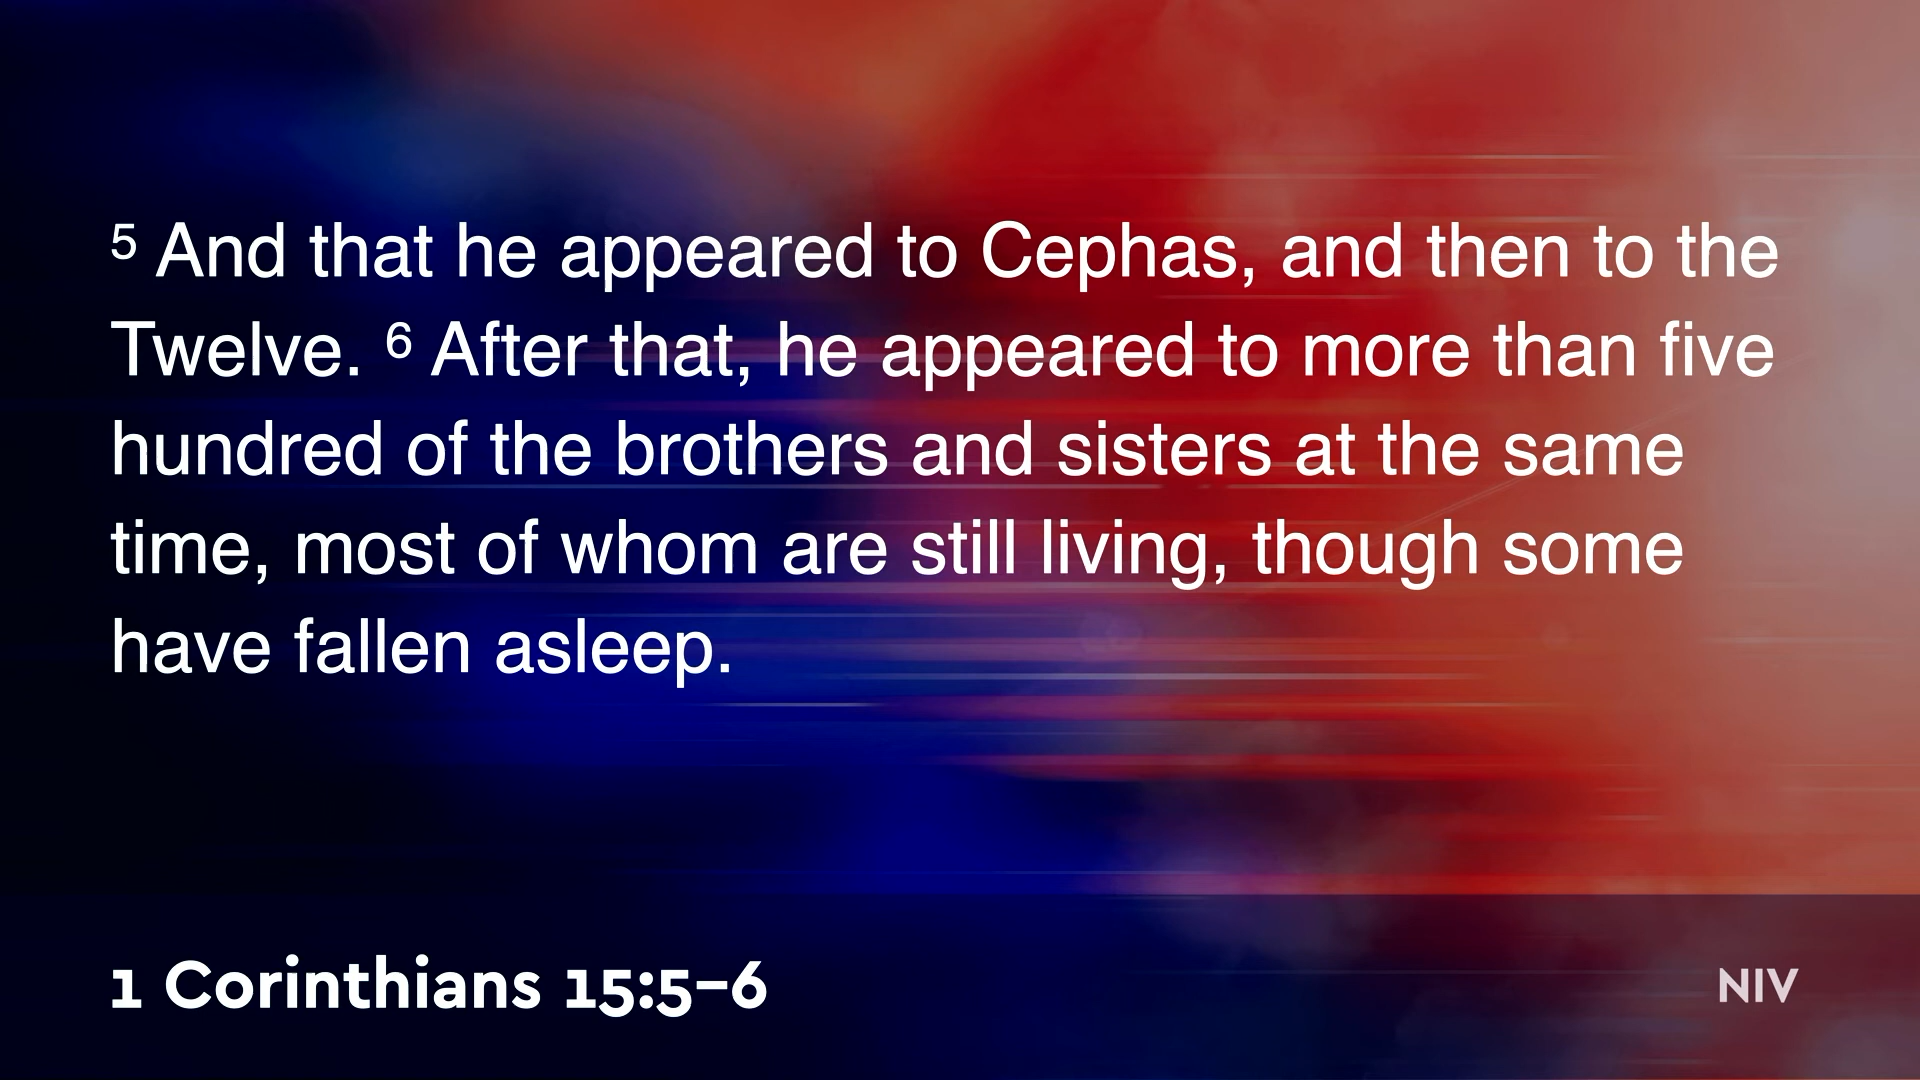 5 And that he appeared to Cephas, and then to the
Twelve. 6 After that, he appeared to more than five
hundred of the brothers and sisters at the same
time, most of whom are still living, though some
have fallen asleep.
1 Corinthians 15:5–6
NIV